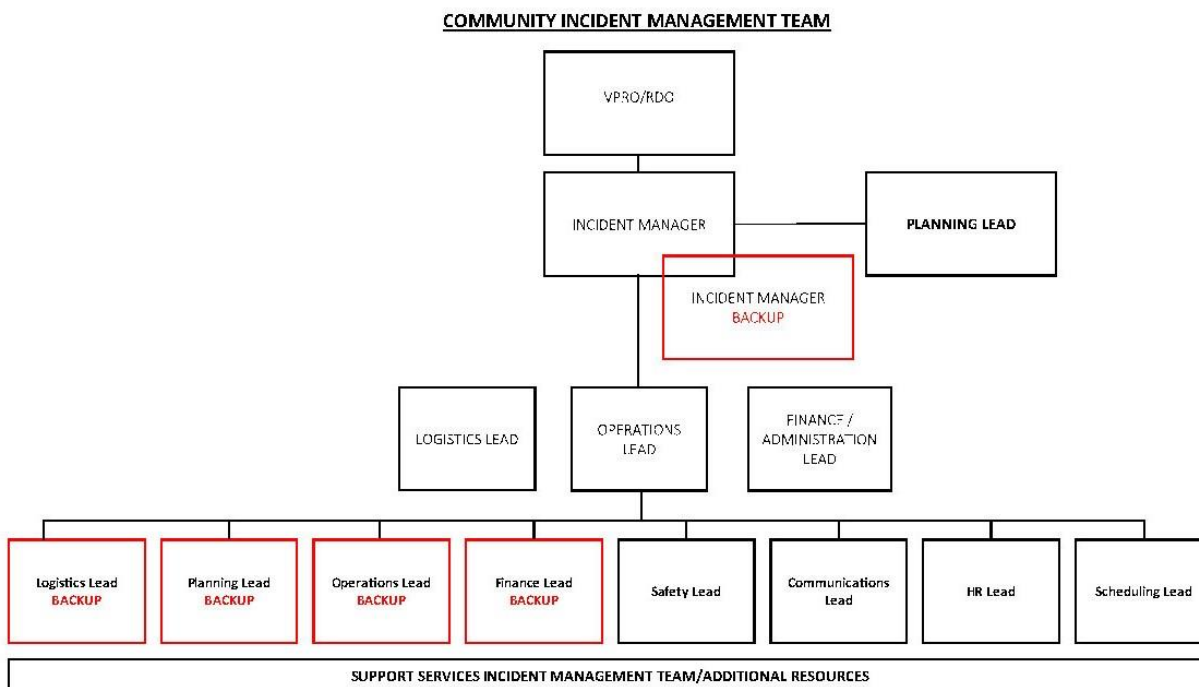 COMMUNITY INCIDENT MANAGEMENT TEAM
VPRO/RDO
INCIDENT MANAGER
PLANNING LEAD
INCIDENT MANAGER
BACKUP
LOGISTICS LEAD
OPERATIONS
LEAD
FINANCE /
ADMINISTRATION
LEAD
Logistics Lead
BACKUP
Planning Lead
BACKUP
Operations Lead
BACKUP
Finance Lead
BACKUP
Safety Lead
Communications
Lead
HR Lead
Scheduling Lead
SUPPORT SERVICES INCIDENT MANAGEMENT TEAM/ADDITIONAL RESOURCES